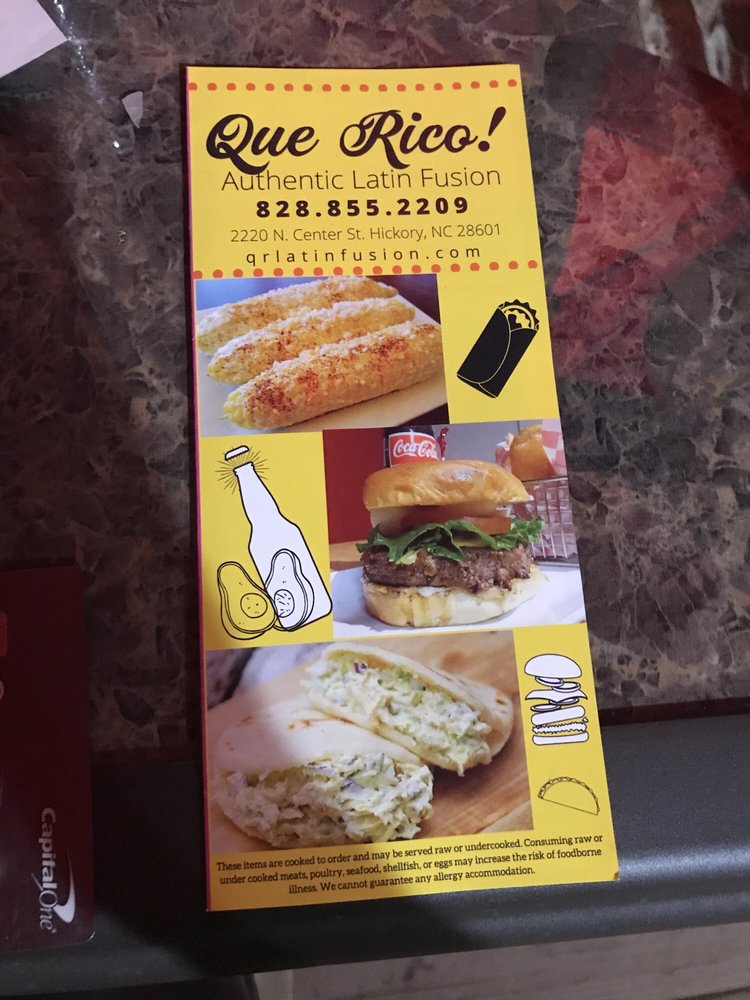 Que Rico!
Authentic Latin Fusion
828.855.2209
2220 N. Center St. Hickory, NC 28601
qrlatinfusion.com
Coca-Cola
These items are cooked to order and may be served raw or undercooked. Consuming raw or
under cooked meats, poultry, seafood, shellfish, or eggs may increase the risk of foodborne
illness. We cannot guarantee any allergy accommodation.
Capital One